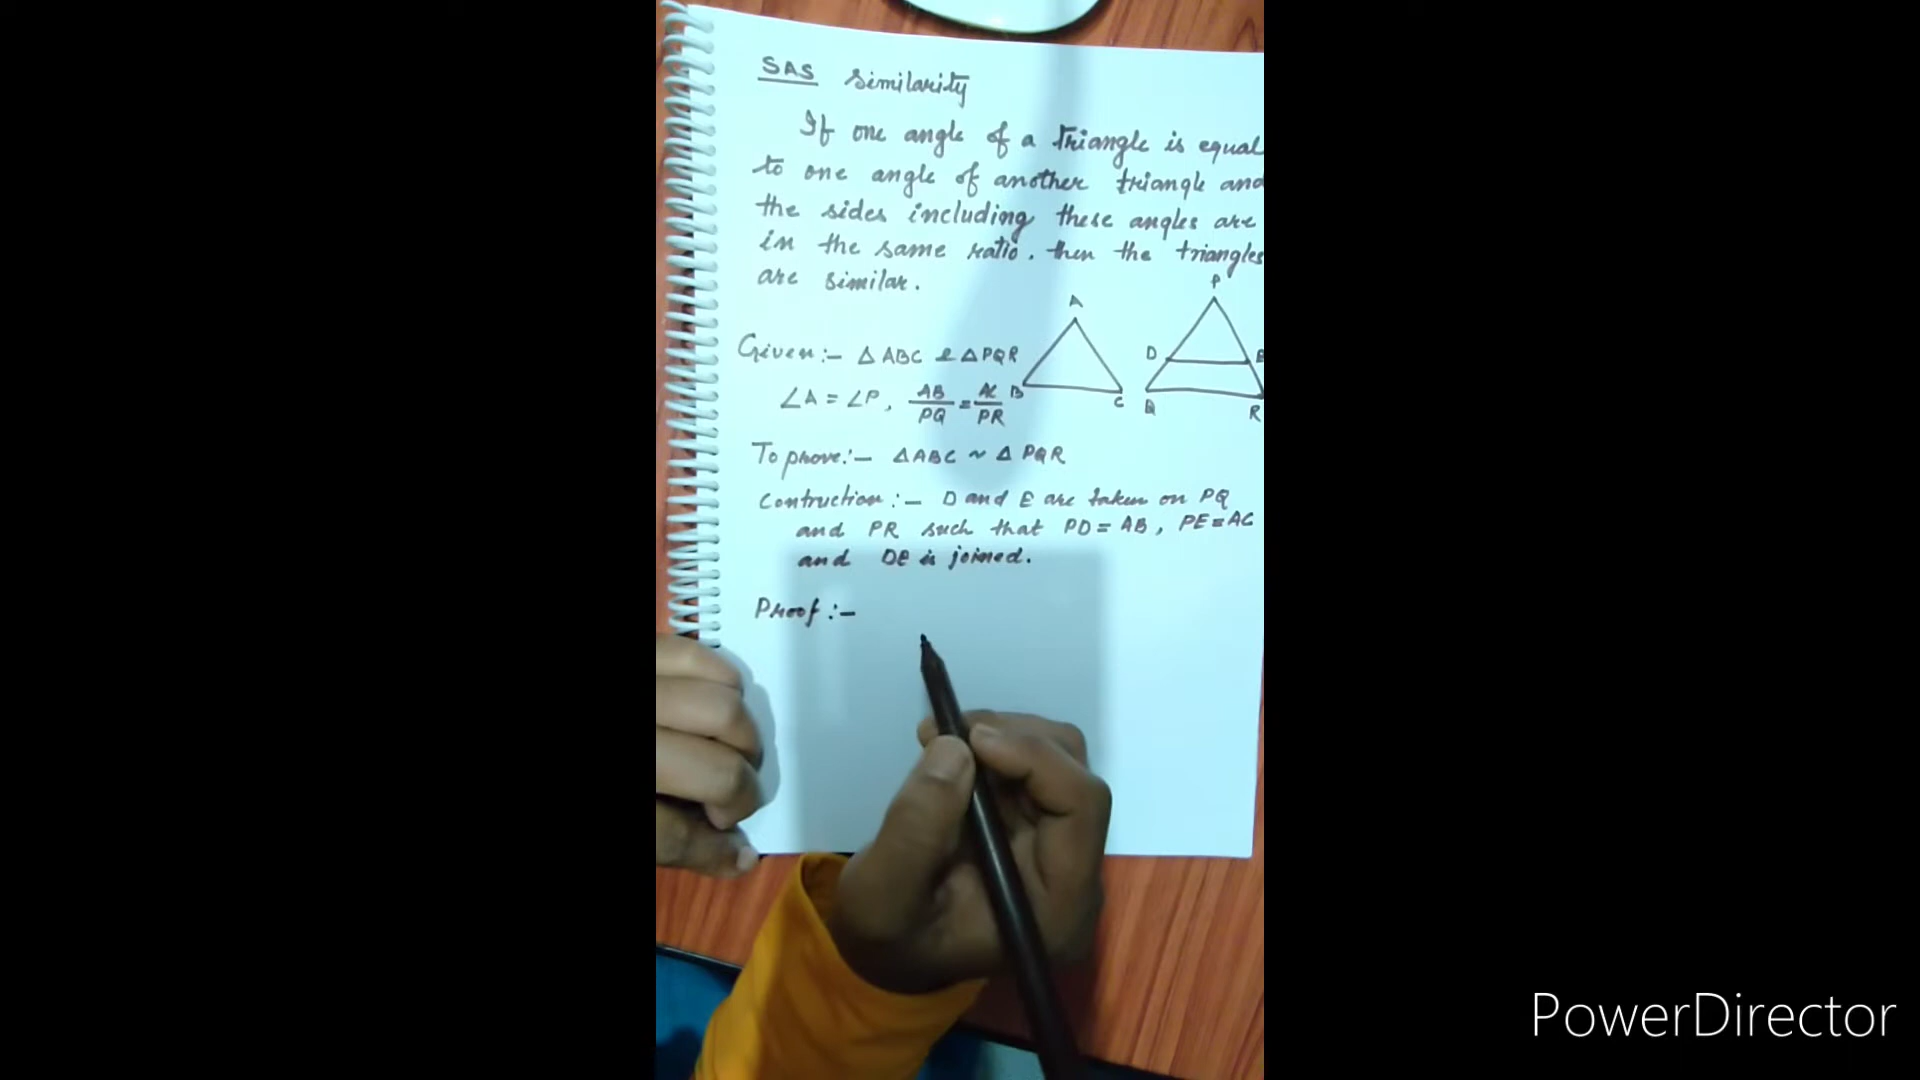 SAS similarity
If one angle of a triangle is equal
to one angle of another triangle and
the sides including these angles are
in the same ratio. then the triangles
are similar.
Given:- △ ABC & △ PQR
∠A = ∠P, AB/PQ = AC/PR
A
B
C
P
D
E
Q
R
To prove:- △ABC ~ △ PQR
Contruction:- D and E are taken on PQ
and PR such that PD = AB, PE = AC
and DE is joined.
Proof:-
PowerDirector